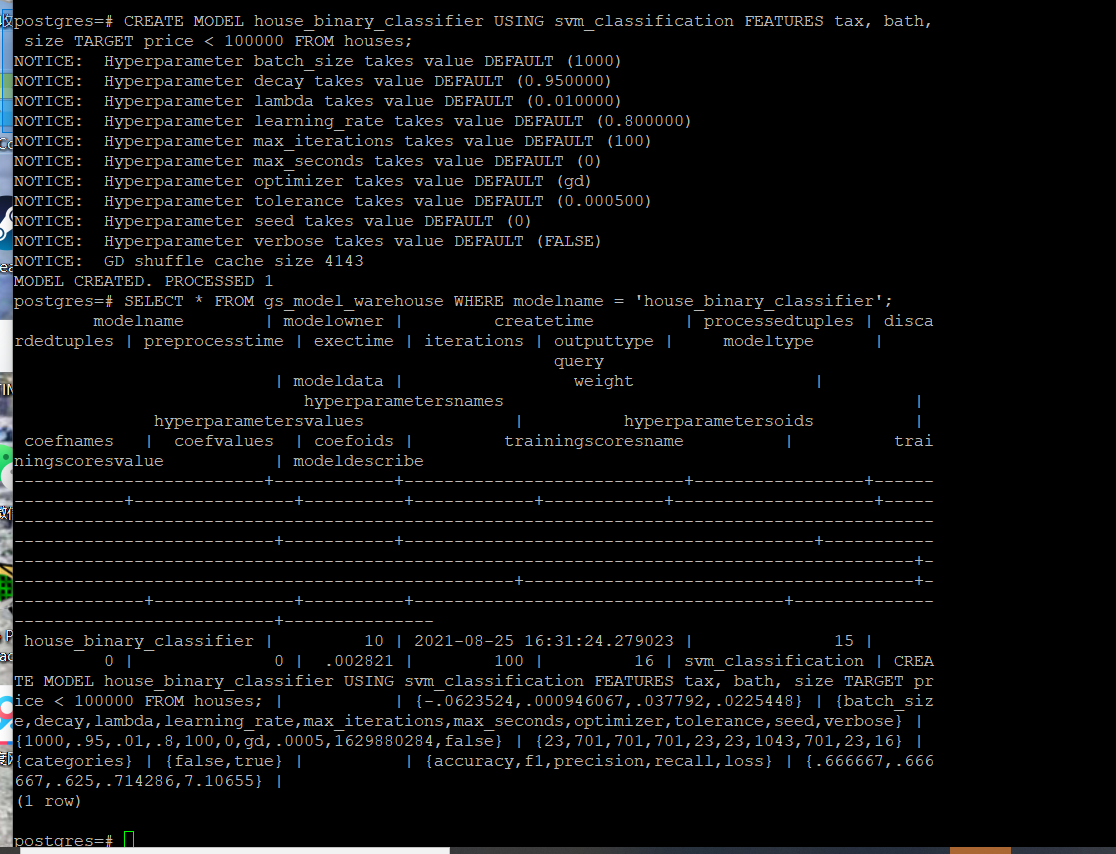 postgres=# CREATE MODEL house_binary_classifier USING svm_classification FEATURES tax, bath,
 size TARGET price < 100000 FROM houses;
NOTICE:  Hyperparameter batch_size takes value DEFAULT (1000)
NOTICE:  Hyperparameter decay takes value DEFAULT (0.950000)
NOTICE:  Hyperparameter lambda takes value DEFAULT (0.010000)
NOTICE:  Hyperparameter learning_rate takes value DEFAULT (0.800000)
NOTICE:  Hyperparameter max_iterations takes value DEFAULT (100)
NOTICE:  Hyperparameter max_seconds takes value DEFAULT (0)
NOTICE:  Hyperparameter optimizer takes value DEFAULT (gd)
NOTICE:  Hyperparameter tolerance takes value DEFAULT (0.000500)
NOTICE:  Hyperparameter seed takes value DEFAULT (0)
NOTICE:  Hyperparameter verbose takes value DEFAULT (FALSE)
NOTICE:  GD shuffle cache size 4143
MODEL CREATED. PROCESSED 1
postgres=# SELECT * FROM gs_model_warehouse WHERE modelname = 'house_binary_classifier';
modelname | modelowner | createtime | processedtuples | disca
rdedtuples | preprocesstime | exectime | iterations | outputtype | modeltype |
query
| modeldata | weight |
hyperparametersnames |
hyperparametersvalues | hyperparametersoids |
coefnames | coefvalues | coefoids | trainingscoresname | trai
ningscoresvalue | modeldescribe
house_binary_classifier | 10 | 2021-08-25 16:31:24.279023 | 15 |
0 | 0 | .002821 | 100 | 16 | svm_classification | CREA
TE MODEL house_binary_classifier USING svm_classification FEATURES tax, bath, size TARGET pr
ice < 100000 FROM houses; | | {-.0623524,.000946067,.037792,.0225448} | {batch_siz
e,decay,lambda,learning_rate,max_iterations,max_seconds,optimizer,tolerance,seed,verbose} |
{1000,.95,.01,.8,100,0,gd,.0005,1629880284,false} | {23,701,701,701,23,23,1043,701,23,16} |
{categories} | {false,true} | | {accuracy,f1,precision,recall,loss} | {.666667,.666
667,.625,.714286,7.10655} |
(1 row)
postgres=#